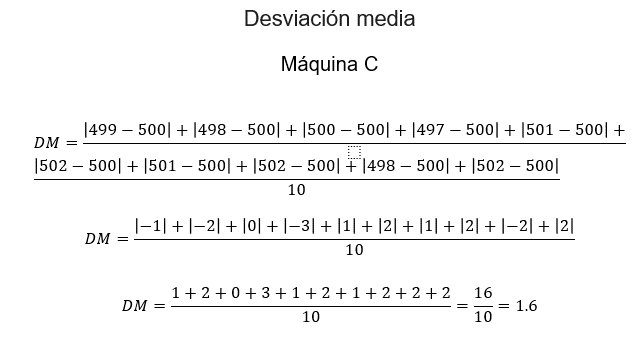 Desviación media
Máquina C
DM = |499 − 500| + |498 − 500| + |500 − 500| + |497 − 500| + |501 − 500| +
|502 − 500| + |501 − 500| + |502 − 500| + |498 − 500| + |502 − 500|
10
DM = |−1| + |−2| + |0| + |−3| + |1| + |2| + |1| + |2| + |−2| + |2|
10
DM = 1 + 2 + 0 + 3 + 1 + 2 + 1 + 2 + 2 + 2 / 10 = 16 / 10 = 1.6